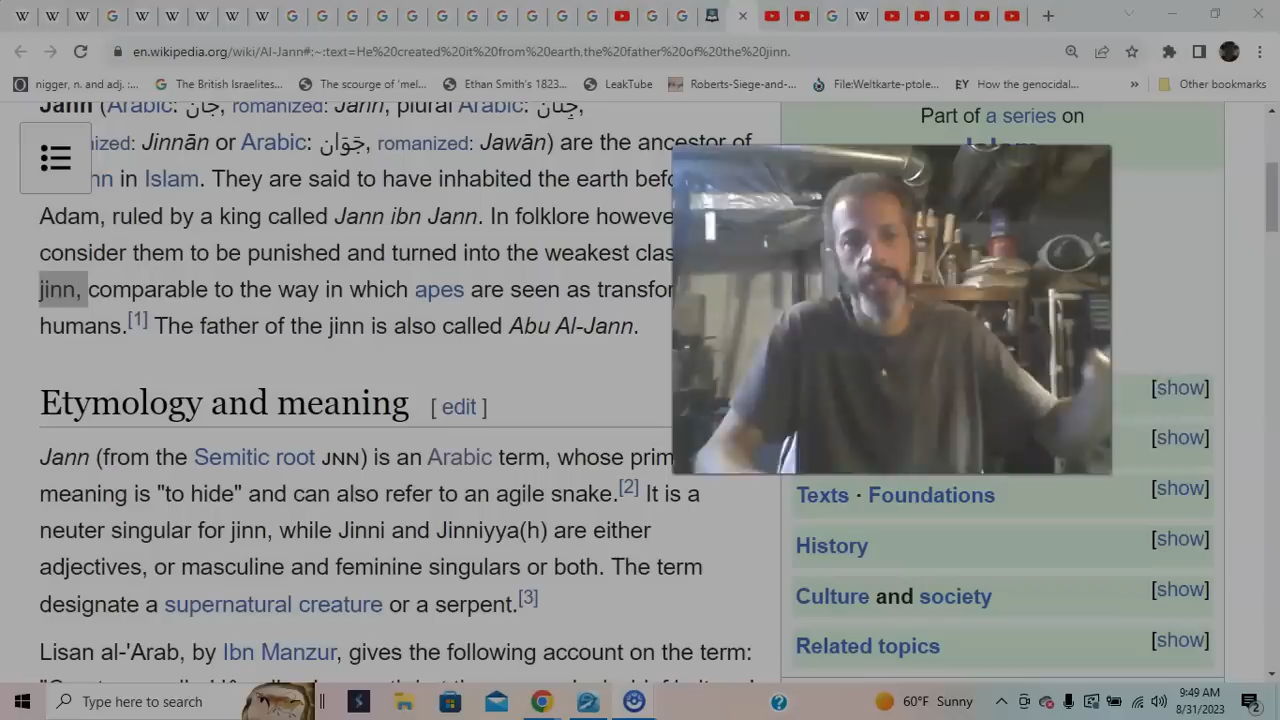 en.wikipedia.org/wiki/Al-Jann#:~:text=He%20created%20it%20from%20earth,the%20father%20of%20the%20jinn.
nigger, n. and adj. :... The British Israelites... The scourge of 'mel... Ethan Smith's 1823... LeakTube Roberts-Siege-and-... File:Weltkarte-ptole... EY How the genocidal... » Other bookmarks
Jann (Arabic: جان, romanized: Jānn, plural Arabic: جِنَّان,
ized: Jinnān or Arabic: جَوَان, romanized: Jawān) are the ancestor of
nn in Islam. They are said to have inhabited the earth befo
Adam, ruled by a king called Jann ibn Jann. In folklore howeve
consider them to be punished and turned into the weakest clas
jinn, comparable to the way in which apes are seen as transfor
humans.[1] The father of the jinn is also called Abu Al-Jann.
Etymology and meaning [ edit ]
Jann (from the Semitic root JNN) is an Arabic term, whose prim
meaning is "to hide" and can also refer to an agile snake.[2] It is a
neuter singular for jinn, while Jinni and Jinniyya(h) are either
adjectives, or masculine and feminine singulars or both. The term
designate a supernatural creature or a serpent.[3]
Lisan al-'Arab, by Ibn Manzur, gives the following account on the term:
Part of a series on
Islam
[show]
[show]
Texts · Foundations [show]
History [show]
Culture and society [show]
Related topics [show]
Type here to search
60°F Sunny
9:49 AM
8/31/2023
2